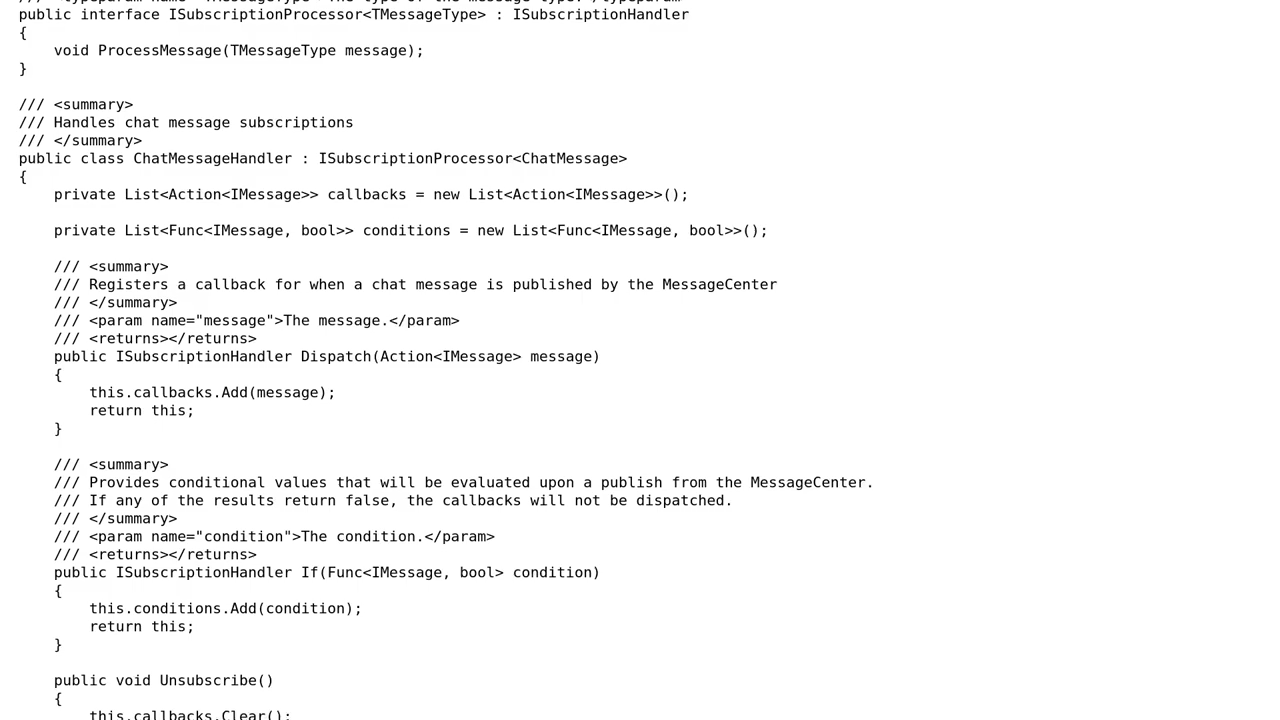 public interface ISubscriptionProcessor<TMessageType> : ISubscriptionHandler
{
    void ProcessMessage(TMessageType message);
}

/// <summary>
/// Handles chat message subscriptions
/// </summary>
public class ChatMessageHandler : ISubscriptionProcessor<ChatMessage>
{
    private List<Action<IMessage>> callbacks = new List<Action<IMessage>>();

    private List<Func<IMessage, bool>> conditions = new List<Func<IMessage, bool>>();

    /// <summary>
    /// Registers a callback for when a chat message is published by the MessageCenter
    /// </summary>
    /// <param name="message">The message.</param>
    /// <returns></returns>
    public ISubscriptionHandler Dispatch(Action<IMessage> message)
    {
        this.callbacks.Add(message);
        return this;
    }

    /// <summary>
    /// Provides conditional values that will be evaluated upon a publish from the MessageCenter.
    /// If any of the results return false, the callbacks will not be dispatched.
    /// </summary>
    /// <param name="condition">The condition.</param>
    /// <returns></returns>
    public ISubscriptionHandler If(Func<IMessage, bool> condition)
    {
        this.conditions.Add(condition);
        return this;
    }

    public void Unsubscribe()
    {
        this.callbacks.Clear();